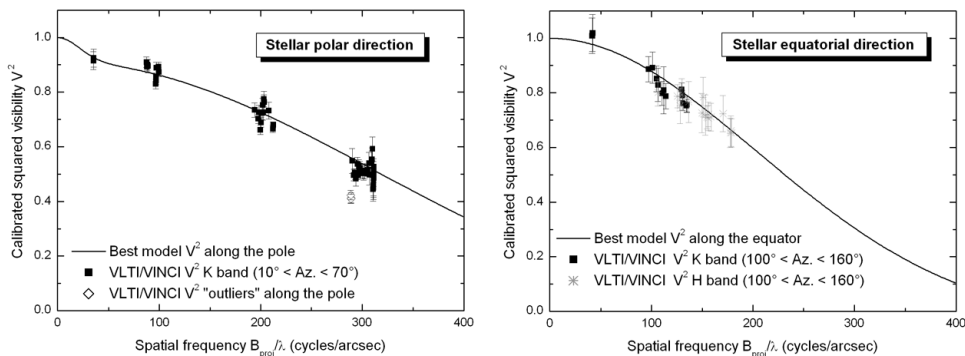 Stellar polar direction
Calibrated squared visibility V²
1.0
0.8
0.6
0.4
0.2
0.0
Best model V² along the pole
VLTI/VINCI V² K band (10° < Az. < 70°)
VLTI/VINCI V² "outliers" along the pole
0 100 200 300 400
Spatial frequency B_proj/λ (cycles/arcsec)
Stellar equatorial direction
Calibrated squared visibility V²
1.0
0.8
0.6
0.4
0.2
0.0
Best model V² along the equator
VLTI/VINCI V² K band (100° < Az. < 160°)
VLTI/VINCI V² H band (100° < Az. < 160°)
0 100 200 300 400
Spatial frequency B_proj/λ (cycles/arcsec)